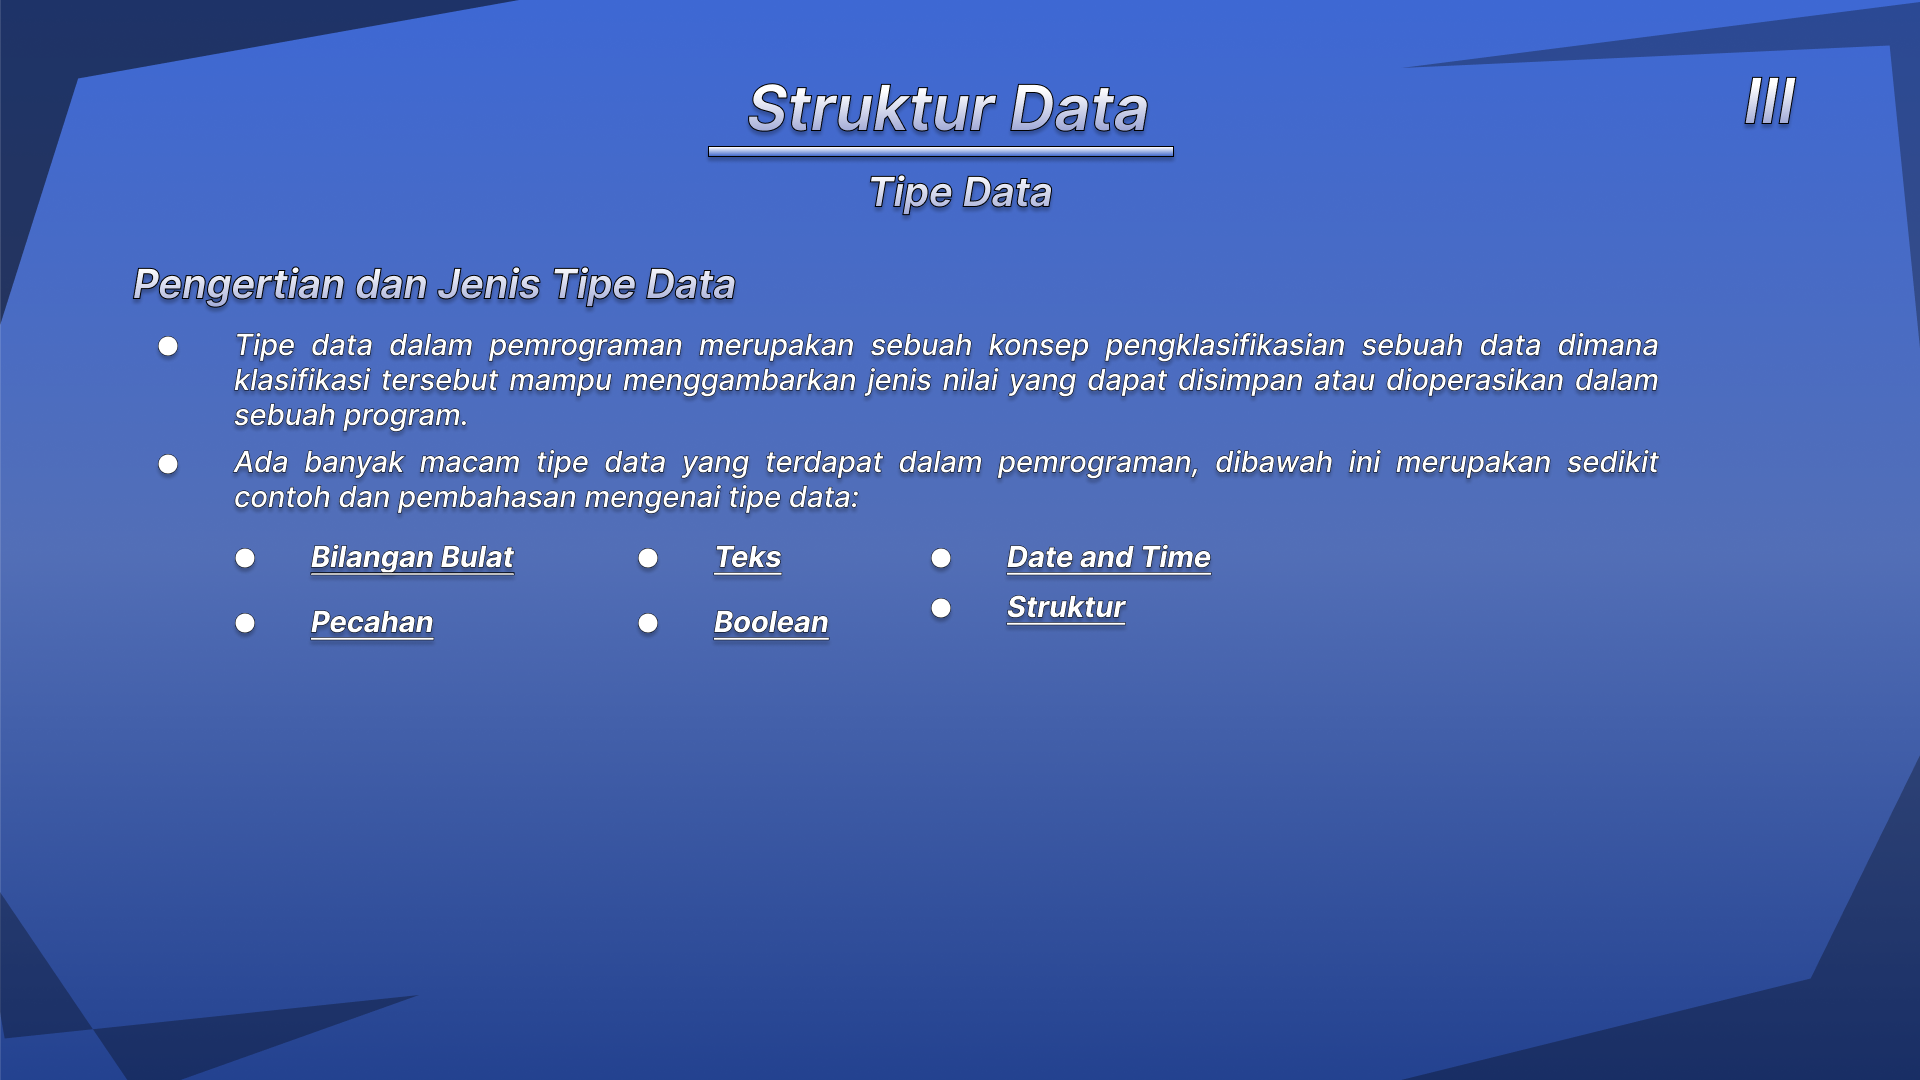 Struktur Data
III
Tipe Data
Pengertian dan Jenis Tipe Data
● Tipe data dalam pemrograman merupakan sebuah konsep pengklasifikasian sebuah data dimana
klasifikasi tersebut mampu menggambarkan jenis nilai yang dapat disimpan atau dioperasikan dalam
sebuah program.
● Ada banyak macam tipe data yang terdapat dalam pemrograman, dibawah ini merupakan sedikit
contoh dan pembahasan mengenai tipe data:
● Bilangan Bulat
● Pecahan
● Teks
● Boolean
● Date and Time
● Struktur